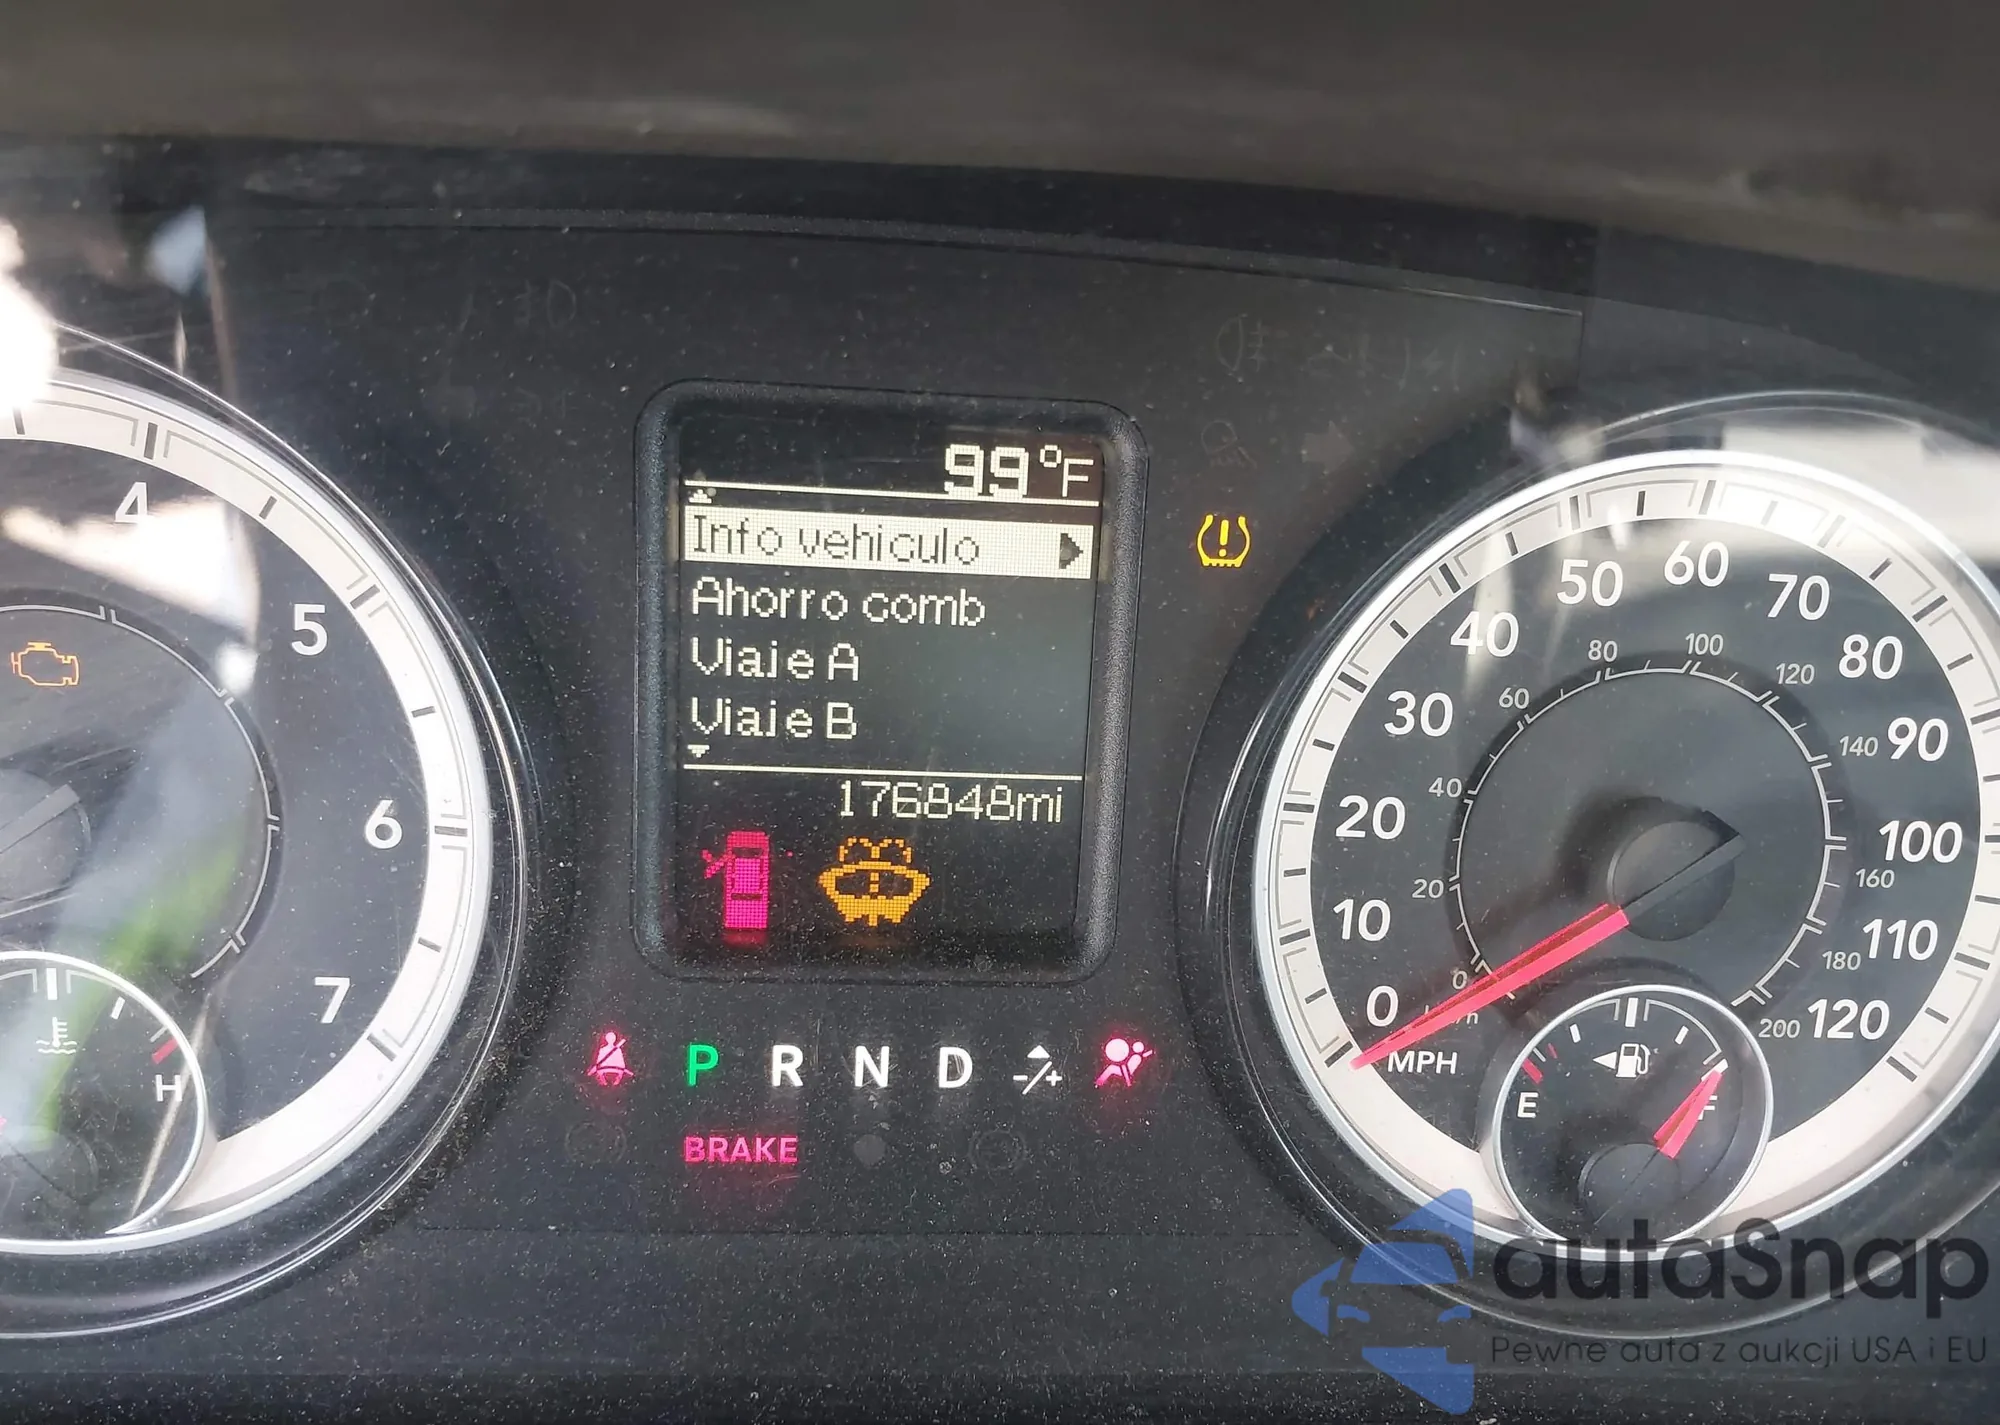 99°F
Info vehiculo
Ahorro comb
Viaje A
Viaje B
176848mi
P R N D -/+
BRAKE
4
5
6
7
H
0
10
20
30
40
50
60
70
80
90
100
110
120
MPH
0
20
40
60
80
100
120
140
160
180
200
E F
autaSnap
Pewne auta z aukcji USA i EU